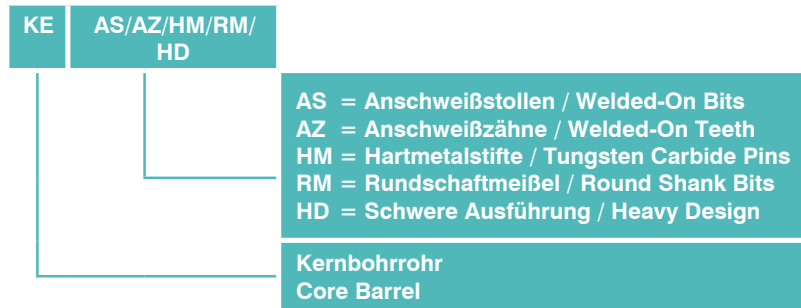 KE AS/AZ/HM/RM/
HD
AS = Anschweißstollen / Welded-On Bits
AZ = Anschweißzähne / Welded-On Teeth
HM = Hartmetalstifte / Tungsten Carbide Pins
RM = Rundschaftmeißel / Round Shank Bits
HD = Schwere Ausführung / Heavy Design
Kernbohrrohr
Core Barrel